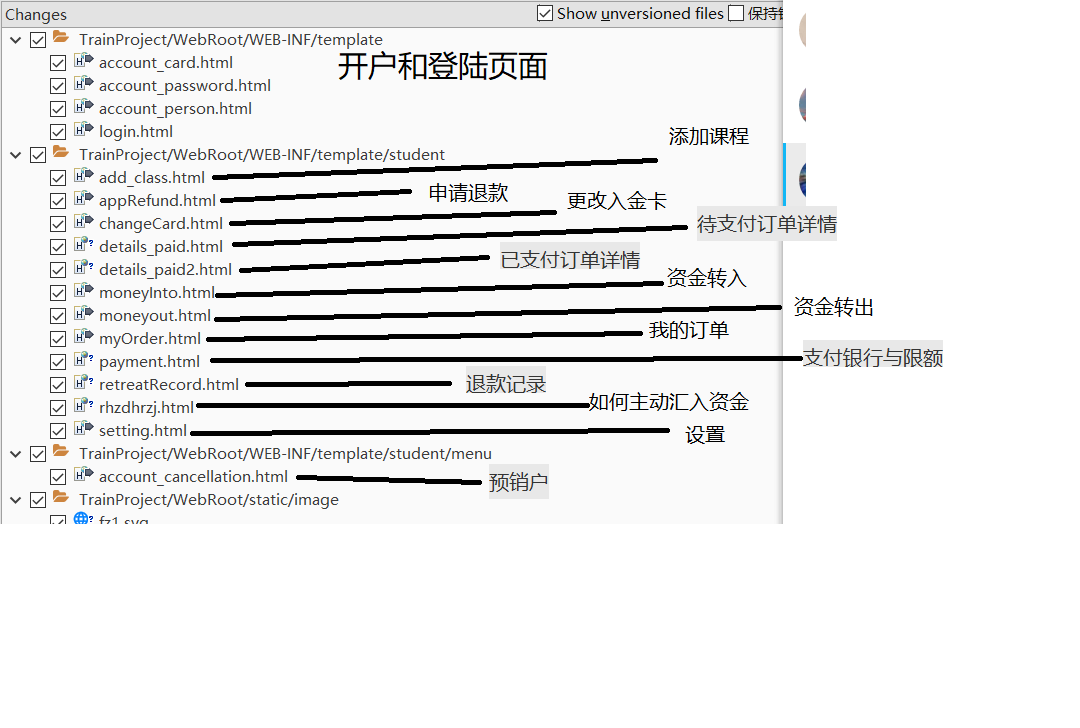 Changes
Show unversioned files 保持
TrainProject/WebRoot/WEB-INF/template
account_card.html
开户和登陆页面
account_password.html
account_person.html
login.html
添加课程
TrainProject/WebRoot/WEB-INF/template/student
add_class.html
appRefund.html 申请退款
更改入金卡
changeCard.html
待支付订单详情
details_paid.html
details_paid2.html 已支付订单详情
moneyInto.html 资金转入
moneyout.html 资金转出
myOrder.html 我的订单
payment.html 支付银行与限额
retreatRecord.html 退款记录
rhzdhrzj.html 如何主动汇入资金
setting.html 设置
TrainProject/WebRoot/WEB-INF/template/student/menu
account_cancellation.html 预销户
TrainProject/WebRoot/static/image
fz1.svg